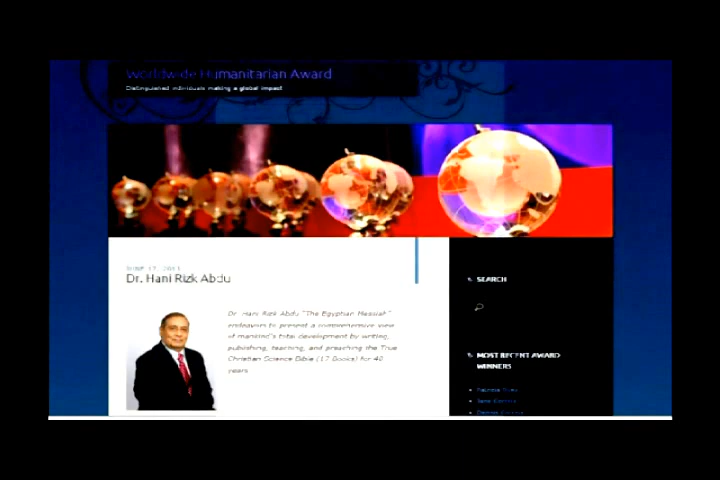 Worldwide Humanitarian Award
Distinguished individuals making a global impact
Dr. Hani Rizk Abdu
Dr. Hani Rizk Abdu "The Egyptian Messiah"
endeavors to present a comprehensive view
of mankind's total development by writing,
publishing, teaching, and preaching the True
Christian Science Bible (17 Books) for 40
years
SEARCH
MOST RECENT AWARD
WINNERS